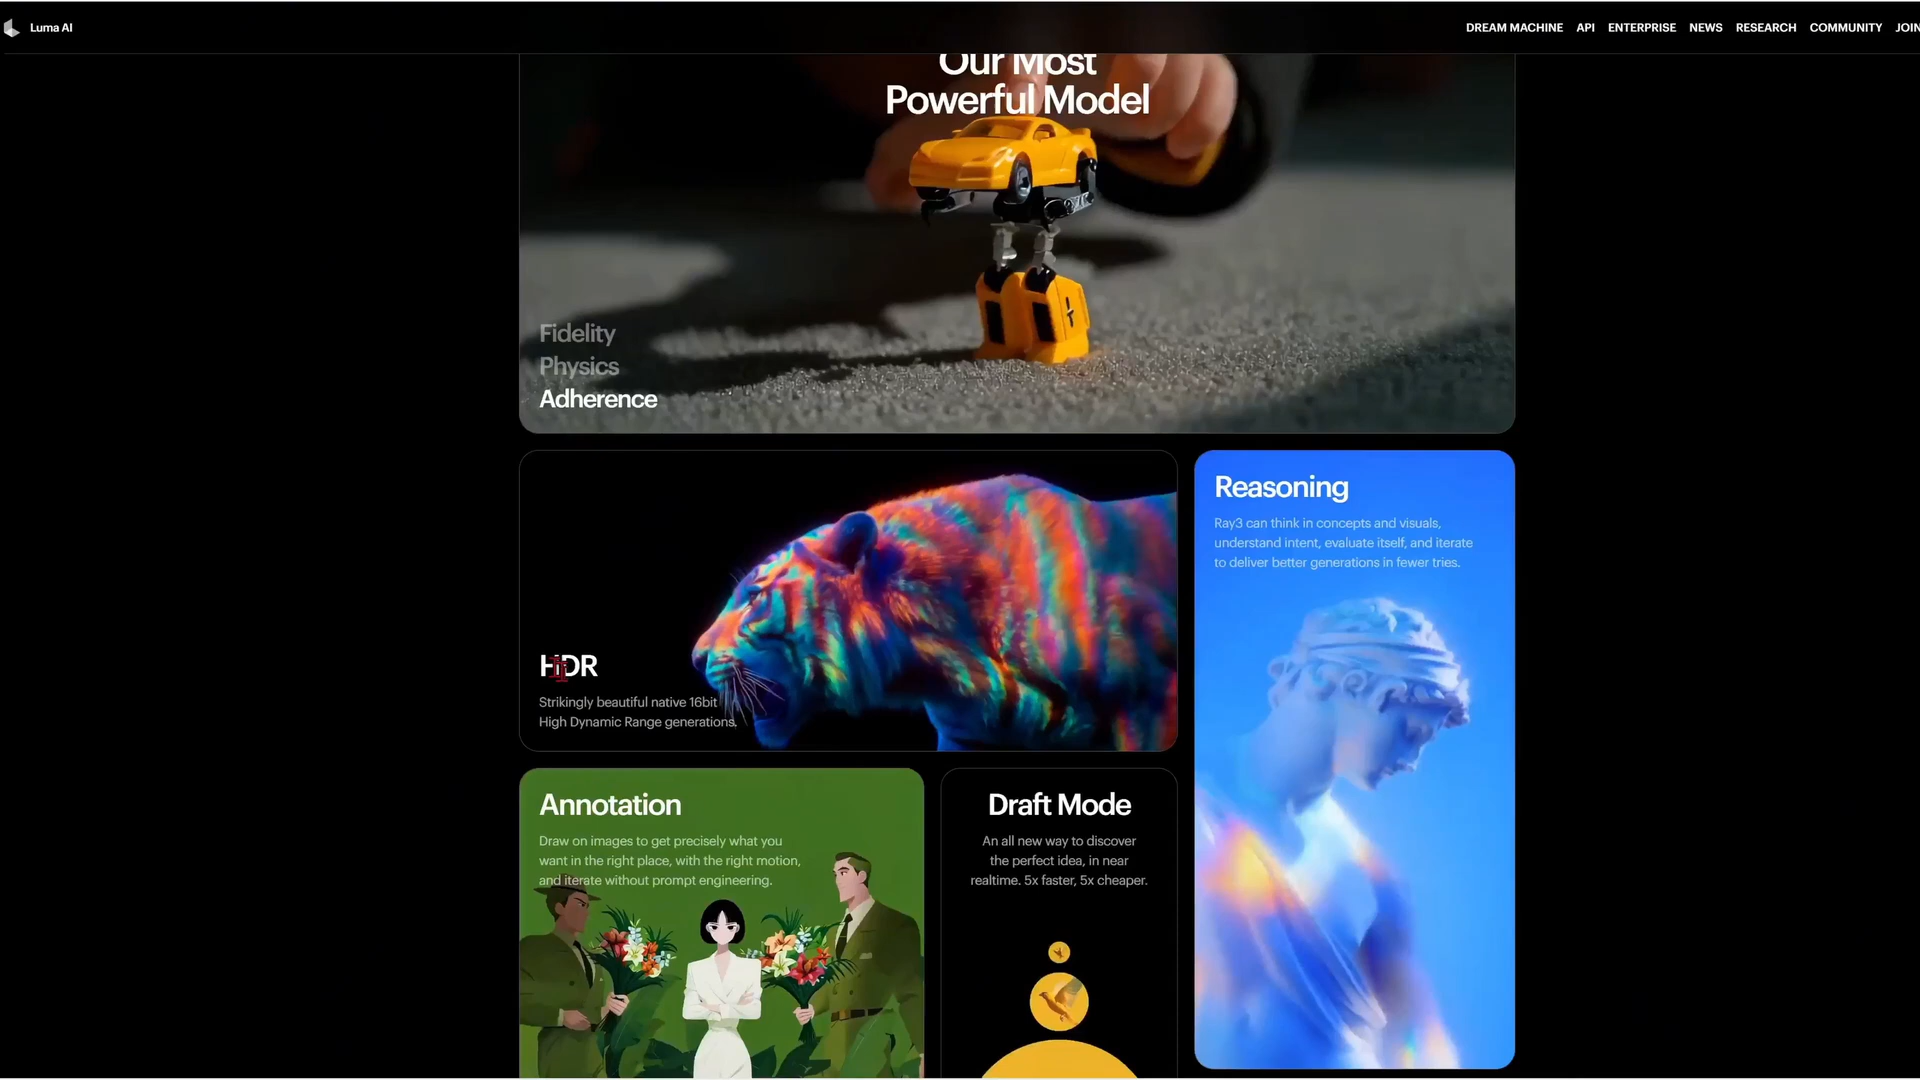 Luma AI
DREAM MACHINE API ENTERPRISE NEWS RESEARCH COMMUNITY JOIN
Our Most
Powerful Model
Fidelity
Physics
Adherence
HDR
Strikingly beautiful native 16bit
High Dynamic Range generations.
Reasoning
Ray3 can think in concepts and visuals,
understand intent, evaluate itself, and iterate
to deliver better generations in fewer tries.
Annotation
Draw on images to get precisely what you
want in the right place, with the right motion,
and iterate without prompt engineering.
Draft Mode
An all new way to discover
the perfect idea, in near
realtime. 5x faster, 5x cheaper.